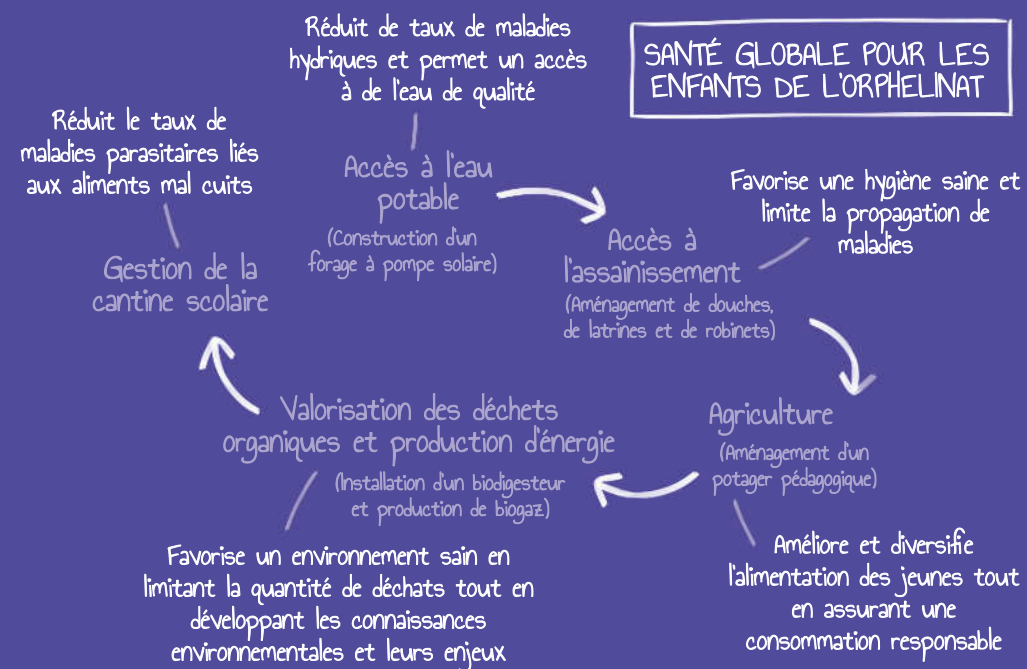 SANTÉ GLOBALE POUR LES
ENFANTS DE L'ORPHELINAT
Réduit de taux de maladies
hydriques et permet un accès
à de l'eau de qualité
Accès à l'eau
potable
(Construction d'un
forage à pompe solaire)
Favorise une hygiène saine et
limite la propagation de
maladies
Accès à
l'assainissement
(Aménagement de douches,
de latrines et de robinets)
Agriculture
(Aménagement d'un
potager pédagogique)
Améliore et diversifie
l'alimentation des jeunes tout
en assurant une
consommation responsable
Valorisation des déchets
organiques et production d'énergie
(Installation d'un biodigesteur
et production de biogaz)
Favorise un environnement sain en
limitant la quantité de déchats tout en
développant les connaissances
environnementales et leurs enjeux
Gestion de la
cantine scolaire
Réduit le taux de
maladies parasitaires liés
aux aliments mal cuits